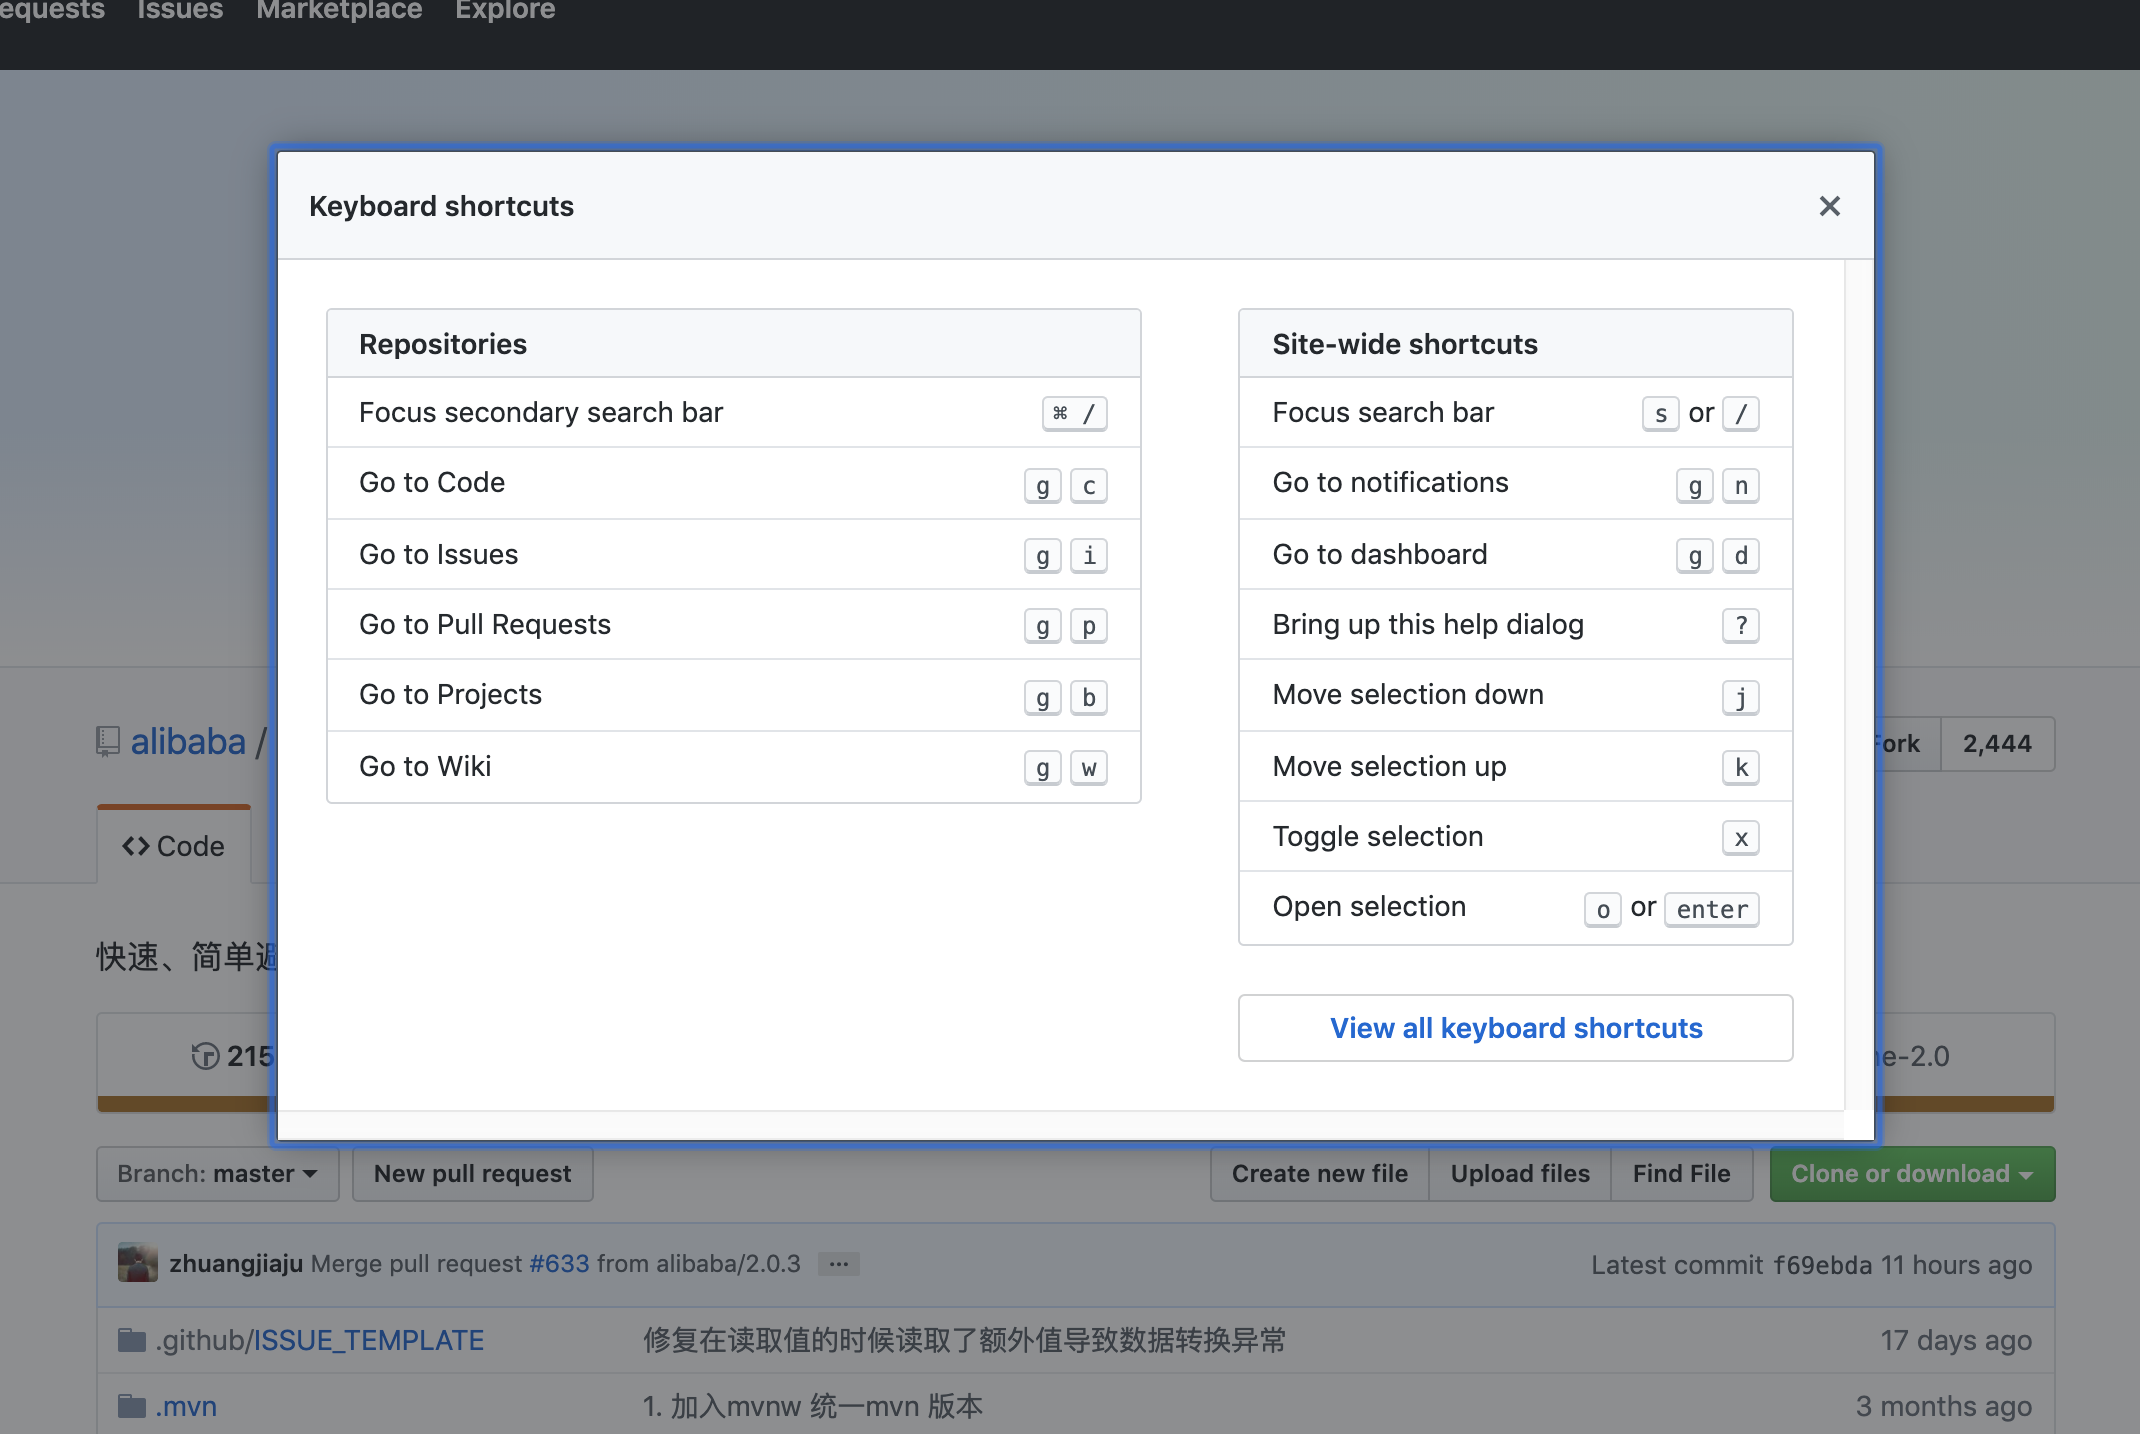 equests Issues Marketplace Explore
Keyboard shortcuts
Repositories
Focus secondary search bar ⌘ /
Go to Code g c
Go to Issues g i
Go to Pull Requests g p
Go to Projects g b
Go to Wiki g w
Site-wide shortcuts
Focus search bar s or /
Go to notifications g n
Go to dashboard g d
Bring up this help dialog ?
Move selection down j
Move selection up k
Toggle selection x
Open selection o or enter
View all keyboard shortcuts
alibaba /
Fork 2,444
<> Code
快速、简单避
215
he-2.0
Branch: master New pull request Create new file Upload files Find File Clone or download
zhuangjiaju Merge pull request #633 from alibaba/2.0.3 ... Latest commit f69ebda 11 hours ago
.github/ISSUE_TEMPLATE 修复在读取值的时候读取了额外值导致数据转换异常 17 days ago
.mvn 1. 加入mvnw 统一mvn 版本 3 months ago